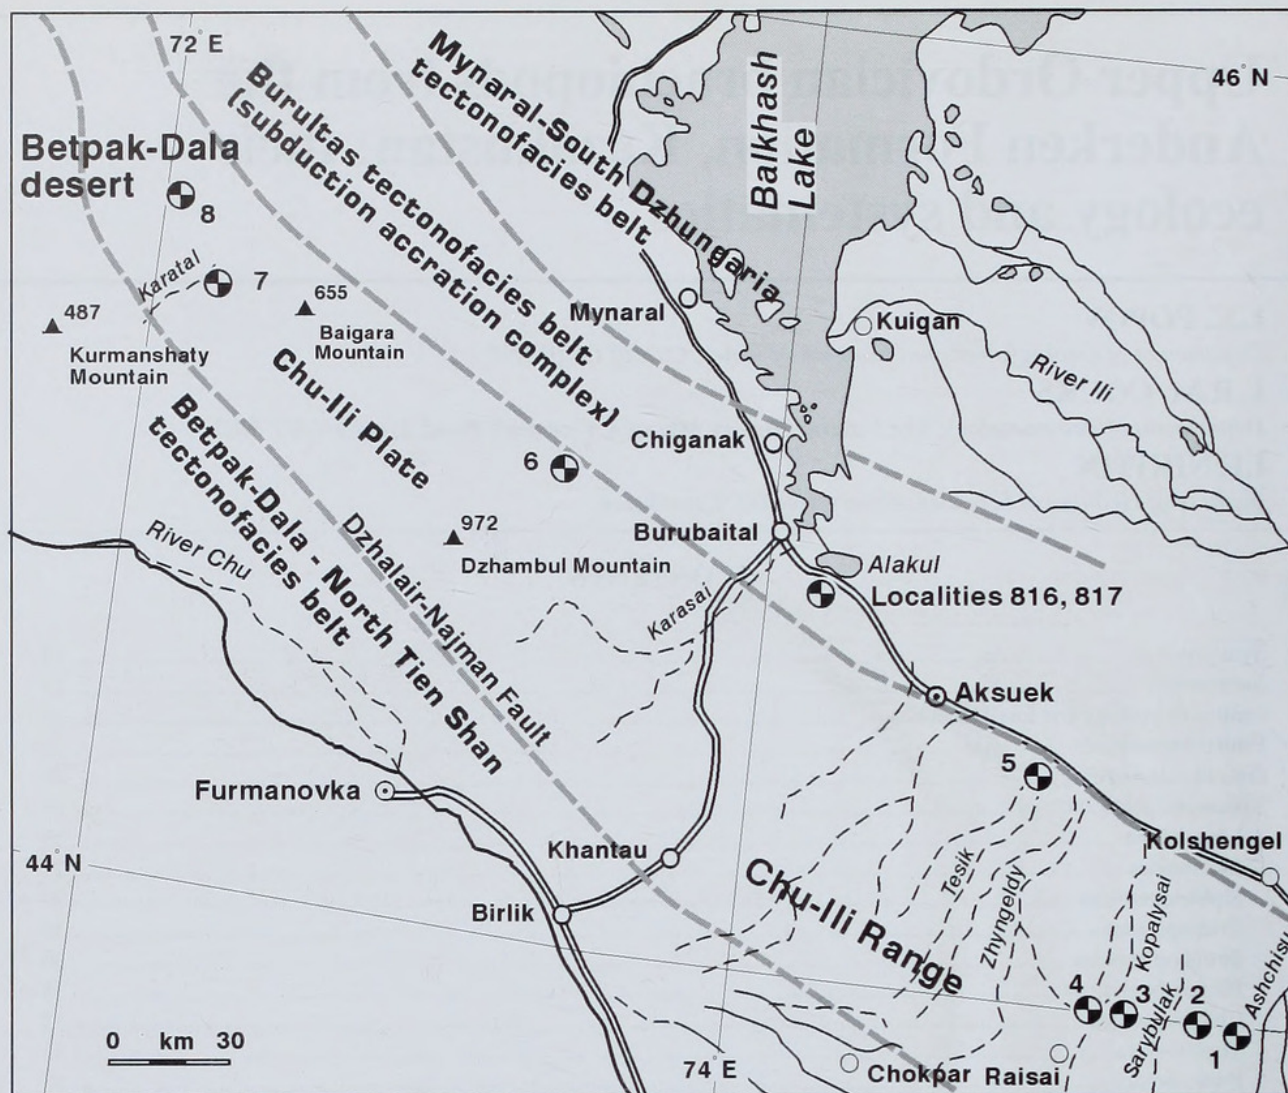 72° E
46° N
Mynaral-South Dzhungaria
tectonofacies belt
Burultas tectonofacies belt
(subduction accration complex)
Balkhash
Lake
Betpak-Dala
desert
8
Karatal
7
655
Baigara
Mountain
487
Kurmanshaty
Mountain
Mynaral
Kuigan
River Ili
Chu-Ili Plate
Betpak-Dala - North Tien Shan
tectonofacies belt
Chiganak
6
972
Dzhambul Mountain
Dzhalair-Najman Fault
River Chu
Burubaital
Alakul
Localities 816, 817
Karasai
Aksuek
5
Furmanovka
Kolshengel
44° N
Khantau
Birlik
Chu-Ili Range
Tesik
Zhyngeldy
Kopalysai
Sarybulak
Ashchisu
4
3
2
1
0 km 30
74° E
Chokpar
Raisai